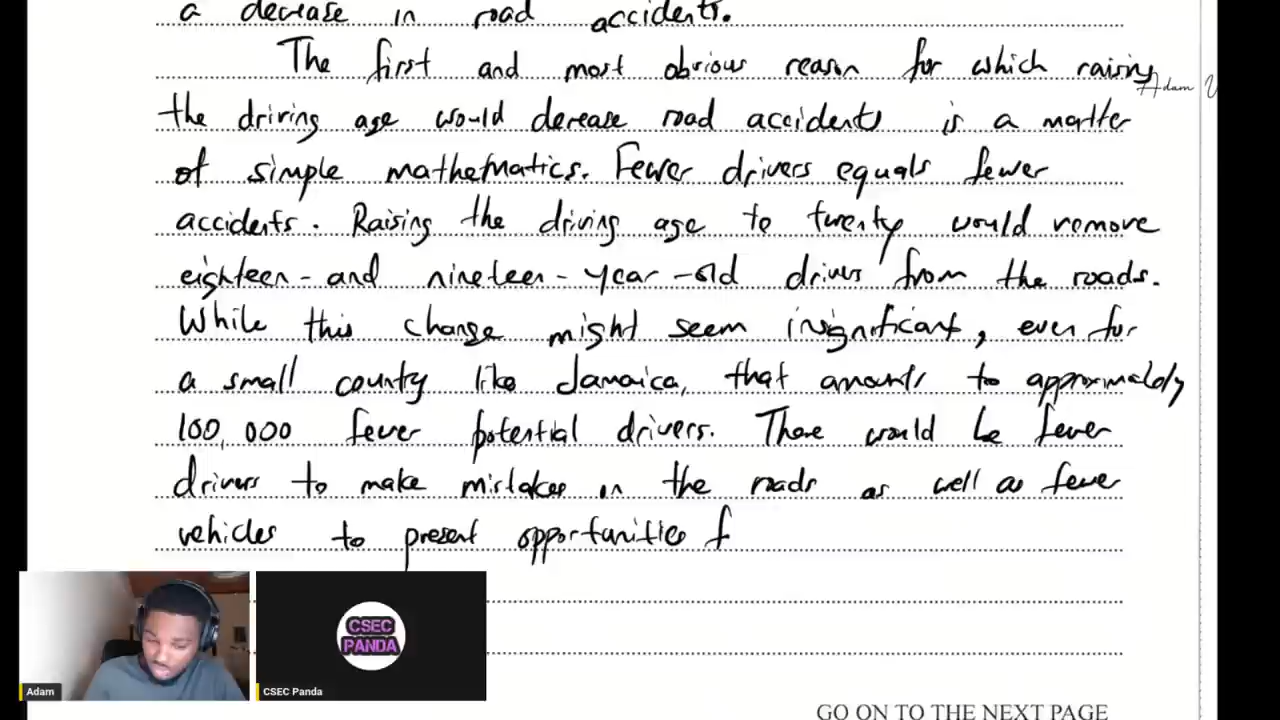 a decrease in road accidents.
The first and most obvious reason for which raising
Adam
the driving age would decrease road accidents is a matter
of simple mathematics. Fewer drivers equals fewer
accidents. Raising the driving age to twenty would remove
eighteen- and nineteen-year-old drivers from the roads.
While this change might seem insignificant, even for
a small country like Jamaica, that amounts to approximately
100,000 fewer potential drivers. There would be fewer
drivers to make mistakes on the roads as well as fewer
vehicles to present opportunities f
CSEC
PANDA
Adam
CSEC Panda
GO ON TO THE NEXT PAGE